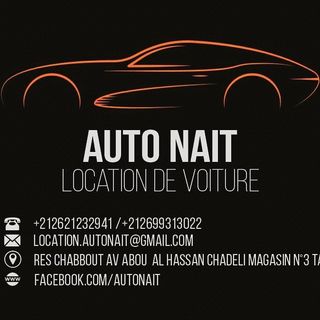 AUTO NAIT
LOCATION DE VOITURE
+212621232941 /+212699313022
LOCATION.AUTONAIT@GMAIL.COM
RES CHABBOUT AV ABOU AL HASSAN CHADELI MAGASIN N°3
WWW
FACEBOOK.COM/AUTONAIT